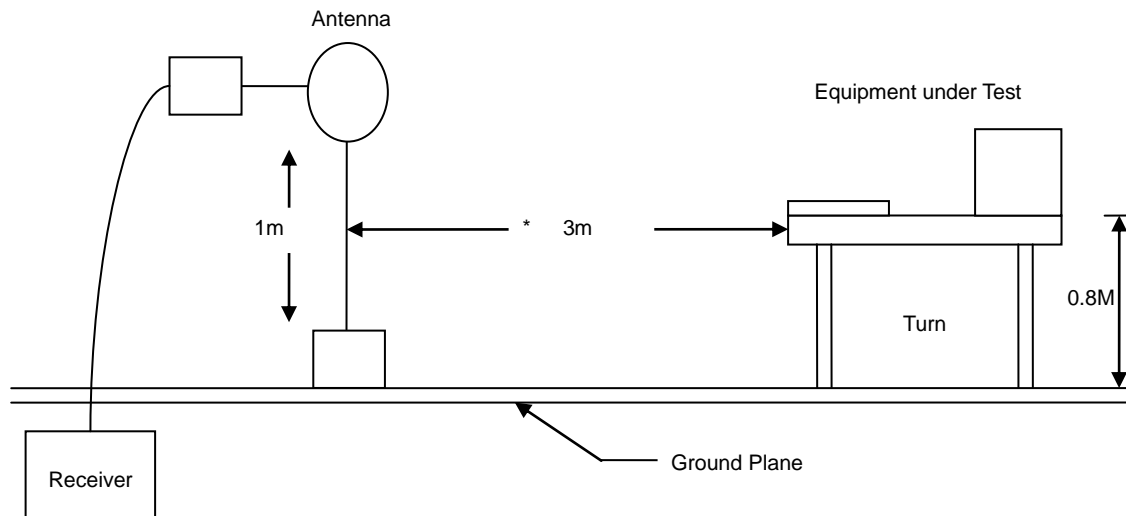 Antenna
Equipment under Test
1m
* 3m
0.8M
Turn
Ground Plane
Receiver